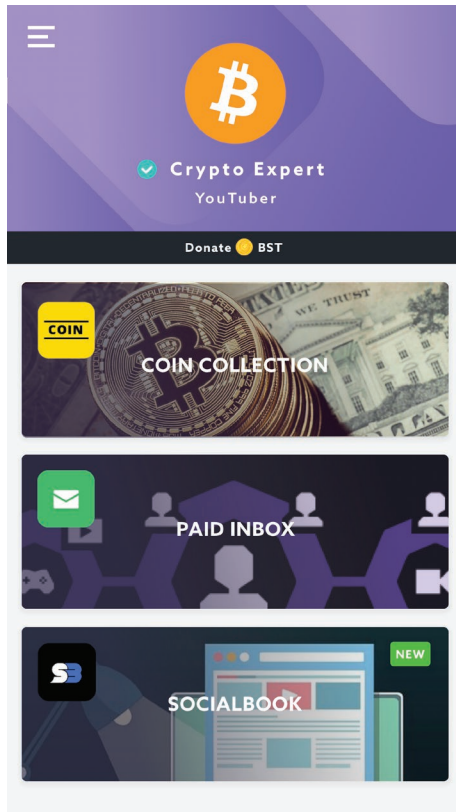 Crypto Expert
YouTuber
Donate BST
COIN
WE TRUST
COIN COLLECTION
PAID INBOX
SB
NEW
SOCIALBOOK